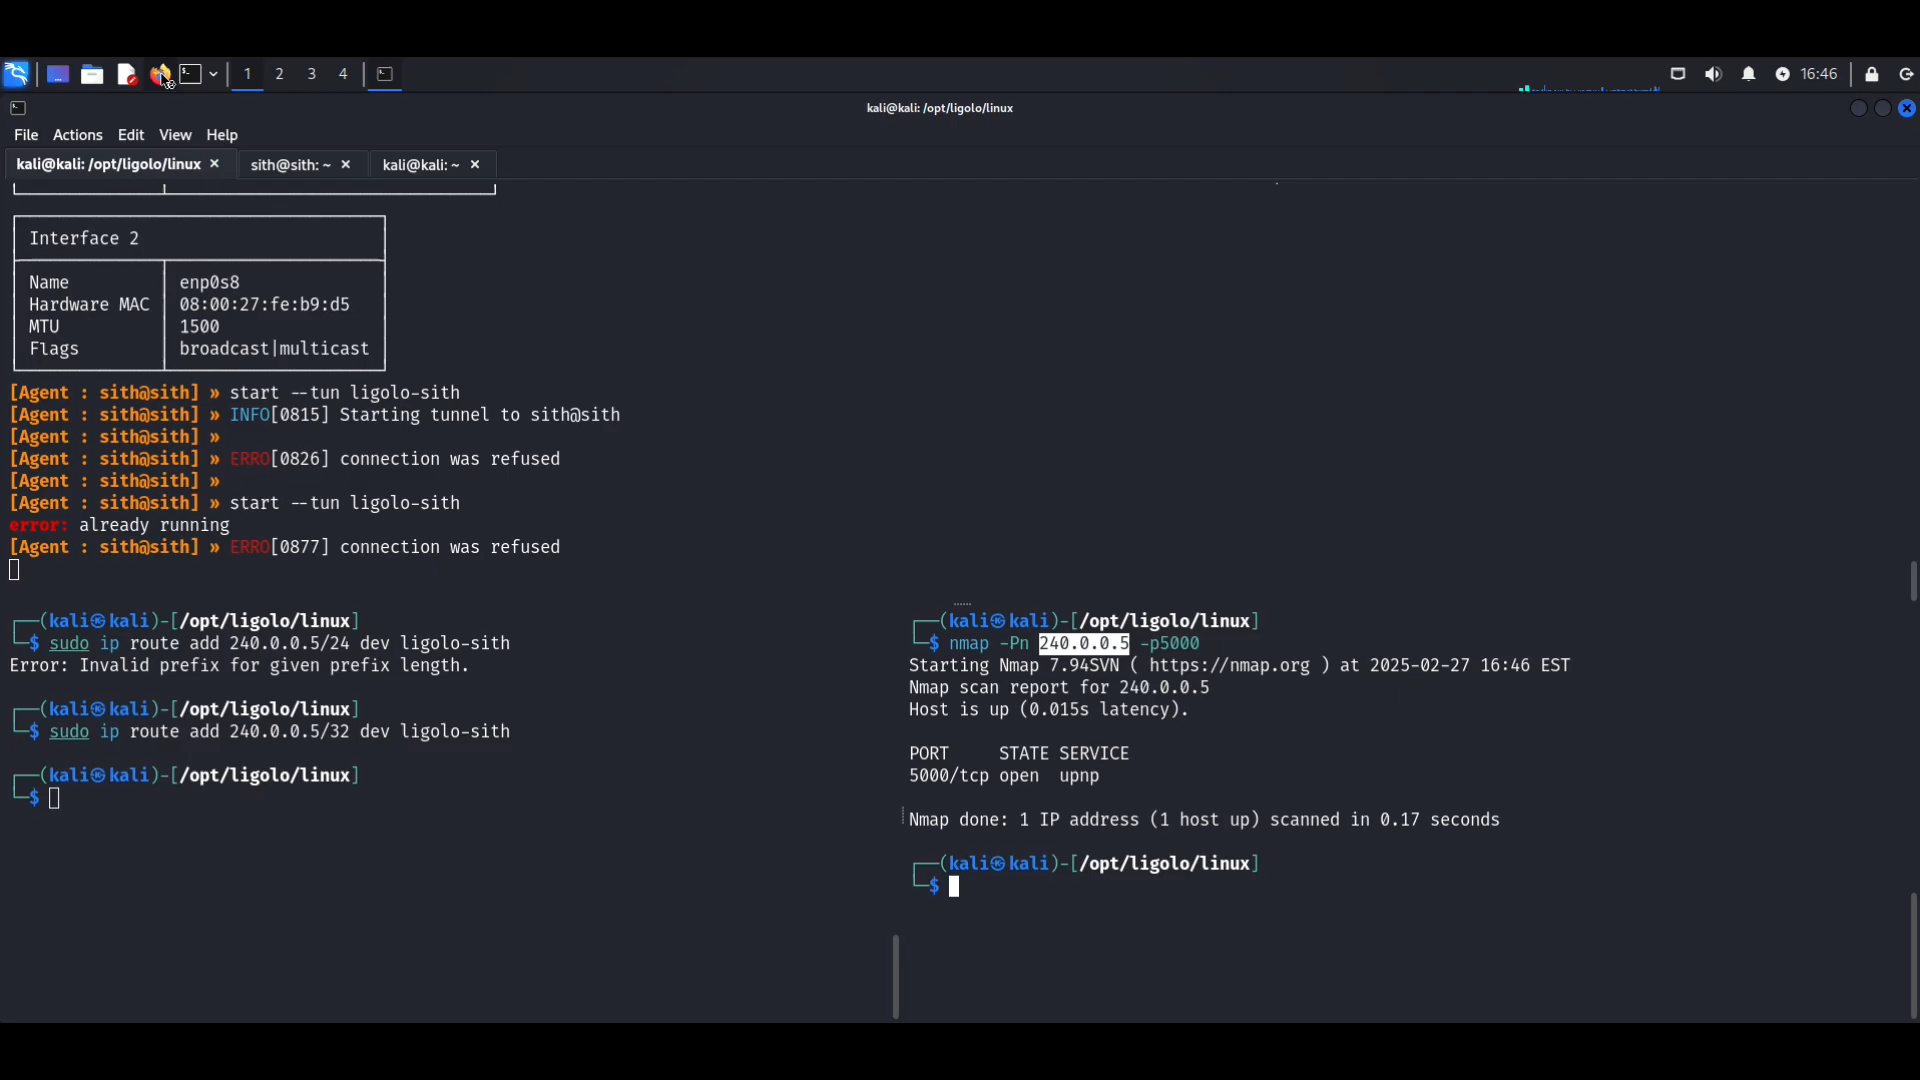 1 2 3 4
16:46
kali@kali: /opt/ligolo/linux
File Actions Edit View Help
kali@kali: /opt/ligolo/linux × sith@sith: ~ × kali@kali: ~ ×
Interface 2
Name enp0s8
Hardware MAC 08:00:27:fe:b9:d5
MTU 1500
Flags broadcast|multicast
[Agent : sith@sith] » start --tun ligolo-sith
[Agent : sith@sith] » INFO[0815] Starting tunnel to sith@sith
[Agent : sith@sith] »
[Agent : sith@sith] » ERRO[0826] connection was refused
[Agent : sith@sith] »
[Agent : sith@sith] » start --tun ligolo-sith
error: already running
[Agent : sith@sith] » ERRO[0877] connection was refused
┌──(kali㉿kali)-[/opt/ligolo/linux]
└─$ sudo ip route add 240.0.0.5/24 dev ligolo-sith
Error: Invalid prefix for given prefix length.
┌──(kali㉿kali)-[/opt/ligolo/linux]
└─$ sudo ip route add 240.0.0.5/32 dev ligolo-sith
┌──(kali㉿kali)-[/opt/ligolo/linux]
└─$
┌──(kali㉿kali)-[/opt/ligolo/linux]
└─$ nmap -Pn 240.0.0.5 -p5000
Starting Nmap 7.94SVN ( https://nmap.org ) at 2025-02-27 16:46 EST
Nmap scan report for 240.0.0.5
Host is up (0.015s latency).
PORT STATE SERVICE
5000/tcp open upnp
Nmap done: 1 IP address (1 host up) scanned in 0.17 seconds
┌──(kali㉿kali)-[/opt/ligolo/linux]
└─$